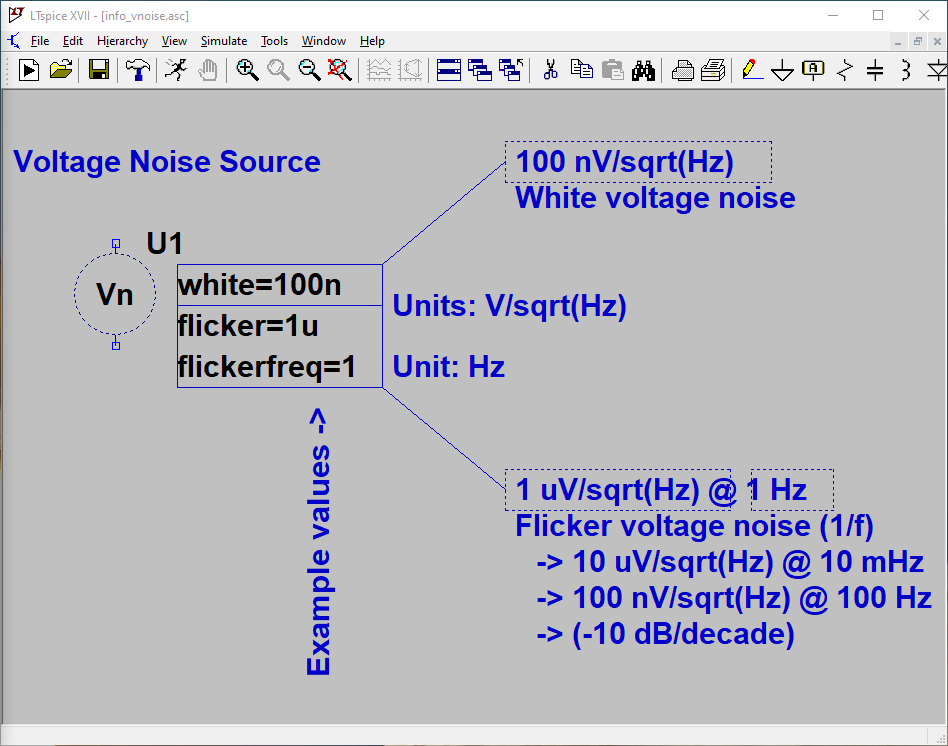 LTspice XVII - [info_vnoise.asc]
File Edit Hierarchy View Simulate Tools Window Help
Voltage Noise Source
100 nV/sqrt(Hz)
White voltage noise
U1
Vn
white=100n
flicker=1u
flickerfreq=1
Units: V/sqrt(Hz)
Unit: Hz
Example values ->
1 uV/sqrt(Hz) @ 1 Hz
Flicker voltage noise (1/f)
-> 10 uV/sqrt(Hz) @ 10 mHz
-> 100 nV/sqrt(Hz) @ 100 Hz
-> (-10 dB/decade)